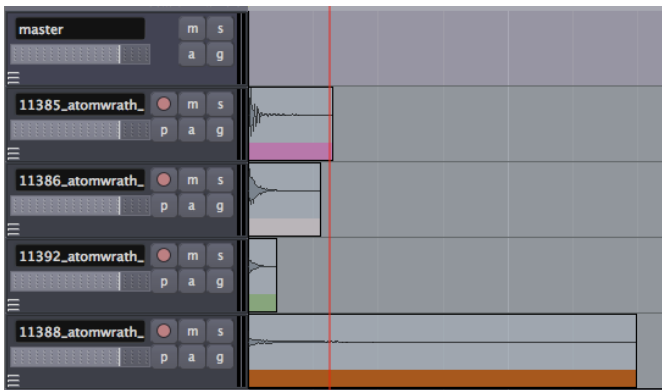 master m s
a g
11385_atomwrath_ m s
p a g
11386_atomwrath_ m s
p a g
11392_atomwrath_ m s
p a g
11388_atomwrath_ m s
p a g